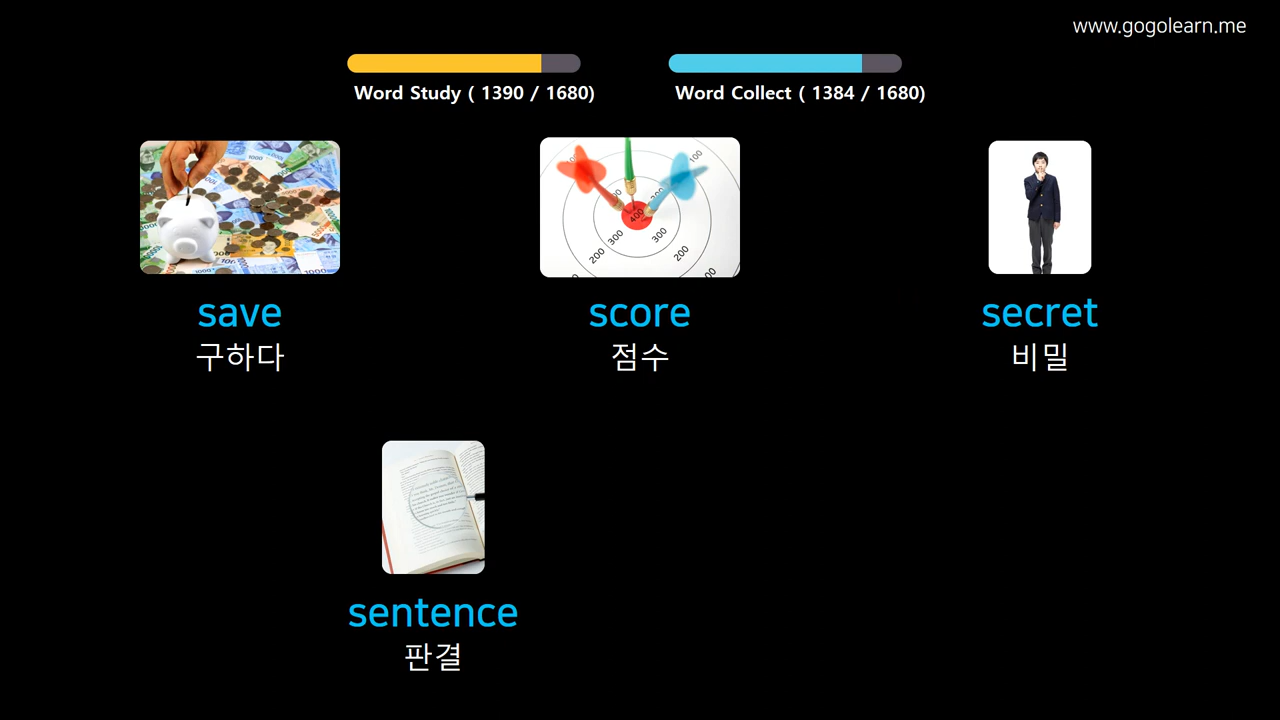 www.gogolearn.me
Word Study ( 1390 / 1680)
Word Collect ( 1384 / 1680)
save
구하다
score
점수
secret
비밀
sentence
판결